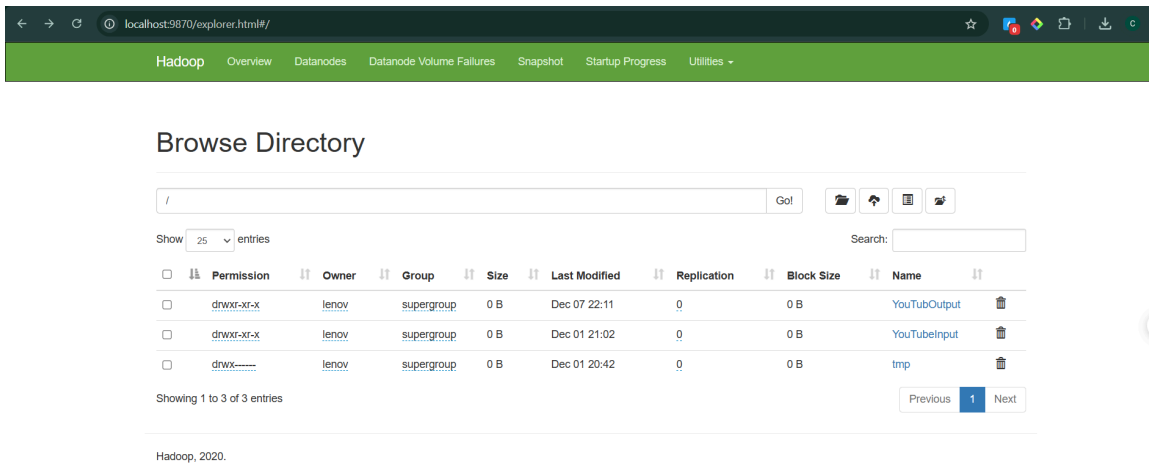 localhost:9870/explorer.html#/
0
C
Hadoop Overview Datanodes Datanode Volume Failures Snapshot Startup Progress Utilities
Browse Directory
/ Go!
Show 25 entries Search:
Permission Owner Group Size Last Modified Replication Block Size Name
drwxr-xr-x lenov supergroup 0 B Dec 07 22:11 0 0 B YouTubOutput
drwxr-xr-x lenov supergroup 0 B Dec 01 21:02 0 0 B YouTubeInput
drwx------ lenov supergroup 0 B Dec 01 20:42 0 0 B tmp
Showing 1 to 3 of 3 entries Previous 1 Next
Hadoop, 2020.